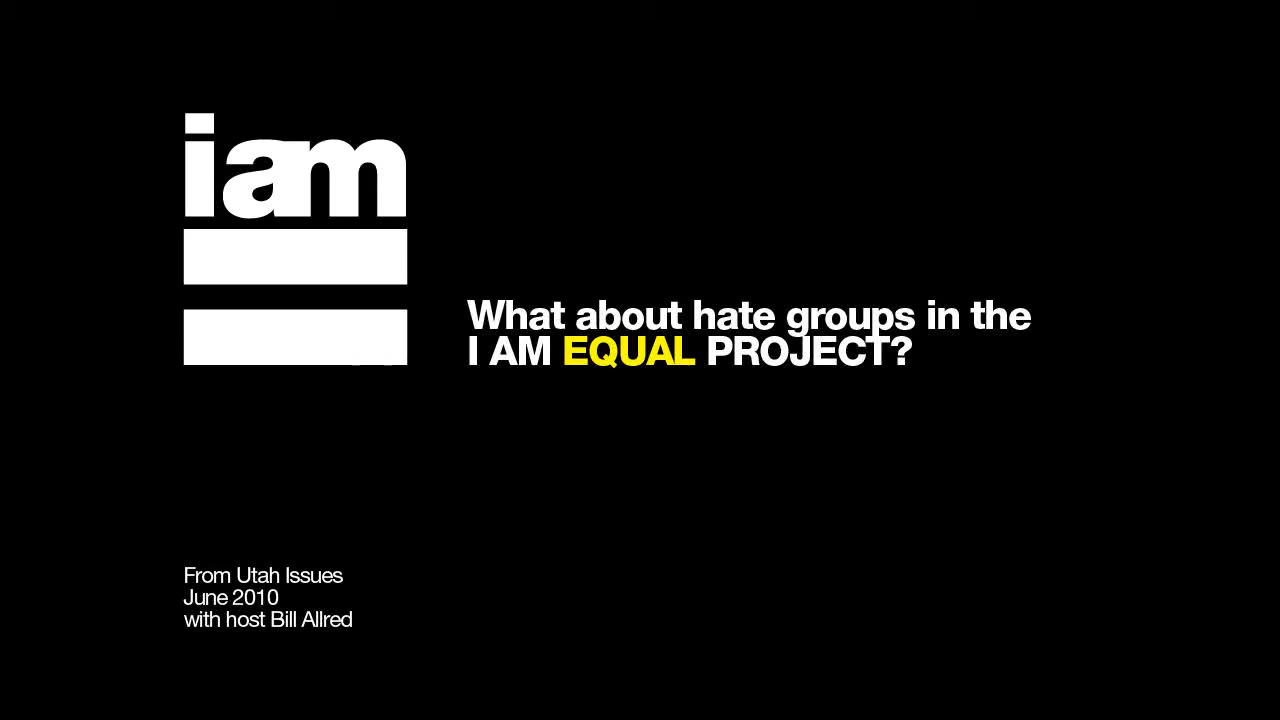 iam
What about hate groups in the
I AM EQUAL PROJECT?
From Utah Issues
June 2010
with host Bill Allred